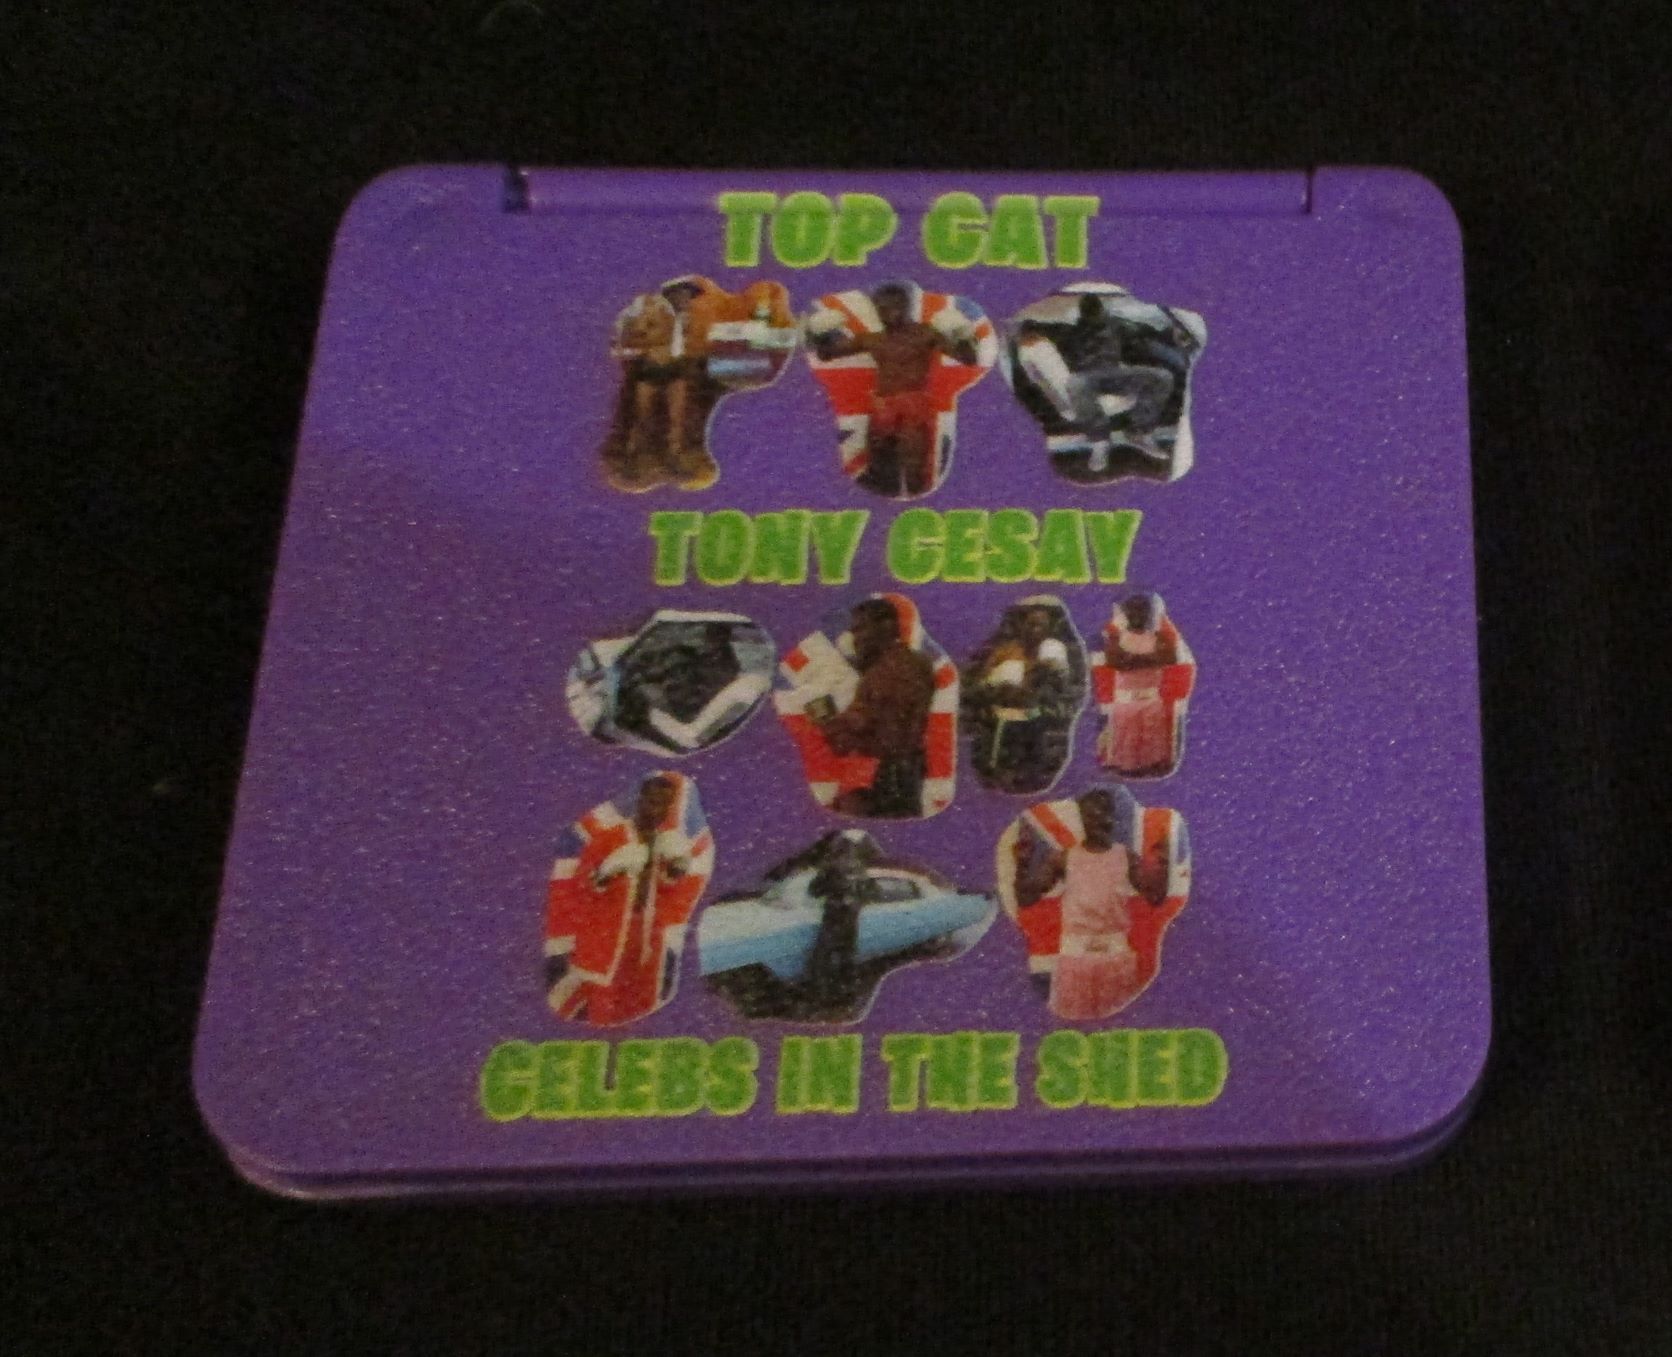 TOP CAT
TONY CESAY
CELEBS IN THE SHED